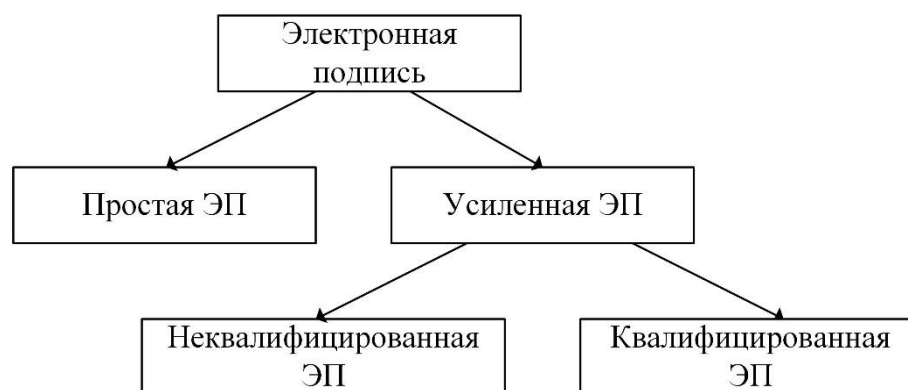 Электронная
подпись
Простая ЭП
Усиленная ЭП
Неквалифицированная
ЭП
Квалифицированная
ЭП